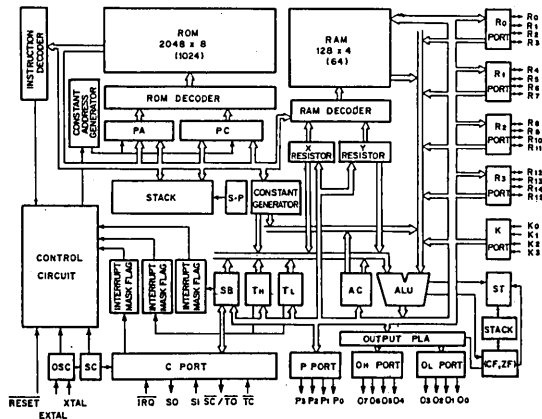 INSTRUCTION DECODER
ROM
2048 x 8
(1024)
RAM
128 x 4
(64)
R0
PORT
R0
R1
R2
R3
CONSTANT ADDRESS GENERATOR
ROM DECODER
RAM DECODER
R1
PORT
R4
R5
R6
R7
PA
PC
X
RESISTOR
Y
RESISTOR
R2
PORT
R8
R9
R10
R11
STACK
S-P
CONSTANT
GENERATOR
R3
PORT
R12
R13
R14
R15
CONTROL
CIRCUIT
INTERRUPT MASK FLAG
INTERRUPT MASK FLAG
INTERRUPT MASK FLAG
K
PORT
K0
K1
K2
K3
SB
TH
TL
AC
ALU
ST
OUTPUT PLA
STACK
OSC
SC
C PORT
P PORT
OH PORT
OL PORT
(CF,ZF)
RESET
XTAL
EXTAL
IRQ
SO
SI
SC/TO
TC
P3 P2 P1 P0
O7 O6 O5 O4
O3 O2 O1 O0